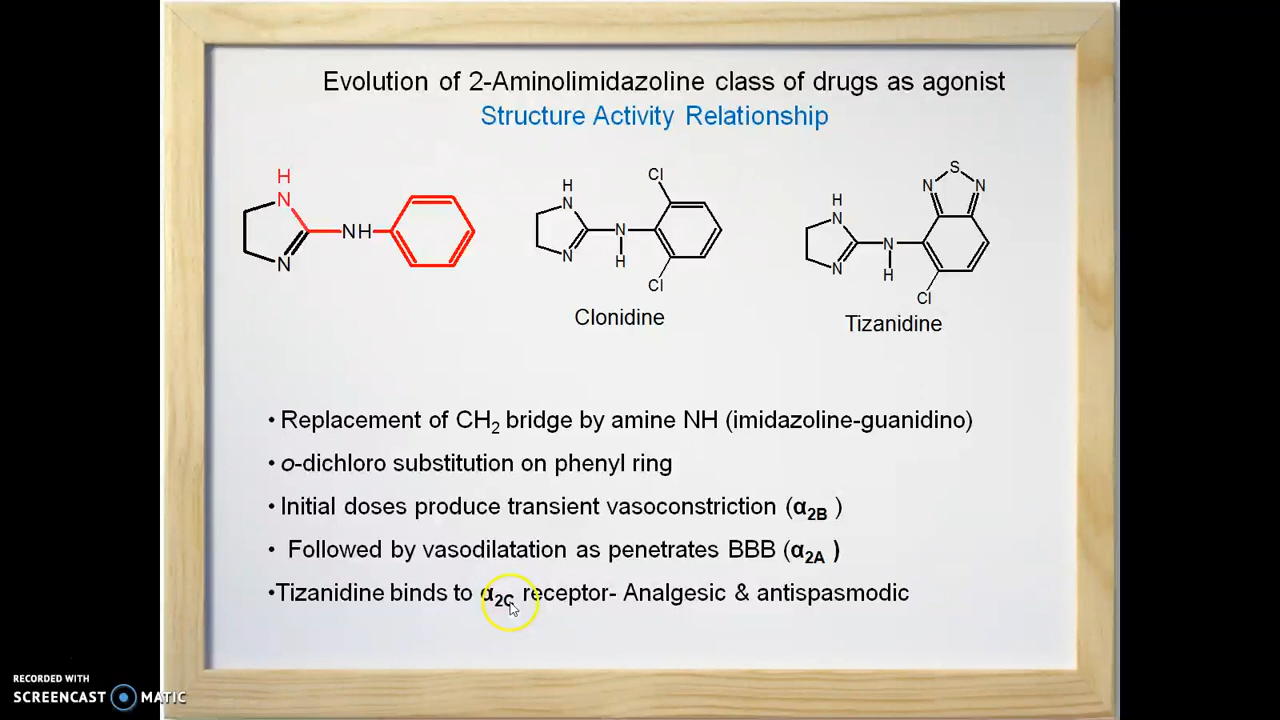 Evolution of 2-Aminolimidazoline class of drugs as agonist
Structure Activity Relationship
H
N
NH
N
H
N
N
N
H
Cl
Cl
Clonidine
H
N
N
N
H
N
S
N
Cl
Tizanidine
• Replacement of CH2 bridge by amine NH (imidazoline-guanidino)
• o-dichloro substitution on phenyl ring
• Initial doses produce transient vasoconstriction (α2B )
• Followed by vasodilatation as penetrates BBB (α2A )
•Tizanidine binds to α2C receptor- Analgesic & antispasmodic
RECORDED WITH
SCREENCAST MATIC